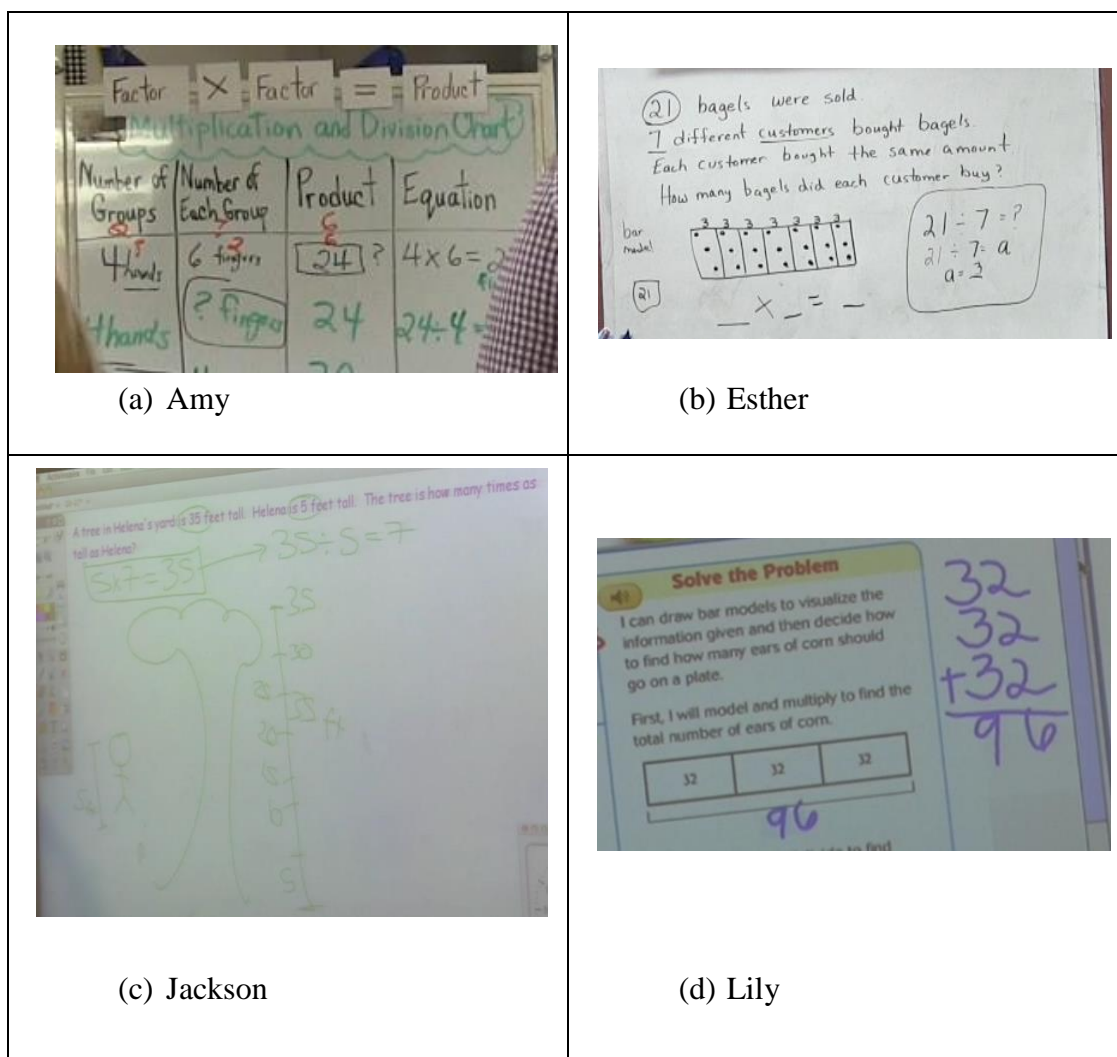 Factor × Factor = Product
Multiplication and Division Chart
Number of Groups
Number of Each Group
Product
Equation
4 hands
6 fingers
24 ?
4 × 6 =
4 hands
? fingers
24
24 ÷ 4 =
(a) Amy
21 bagels were sold
7 different customers bought bagels.
Each customer bought the same amount
How many bagels did each customer buy?
bar model
3 3 3 3 3 3 3
21
_ × _ = _
21 ÷ 7 = ?
21 ÷ 7 = a
a = 3
(b) Esther
A tree in Helena's yard is 35 feet tall. Helena is 5 feet tall. The tree is how many times as
tall as Helena?
5x7=35
35÷5=7
35
30
5
(c) Jackson
Solve the Problem
I can draw bar models to visualize the
information given and then decide how
to find how many ears of corn should
go on a plate.
First, I will model and multiply to find the
total number of ears of corn.
32 32 32
96
32
32
+32
96
(d) Lily